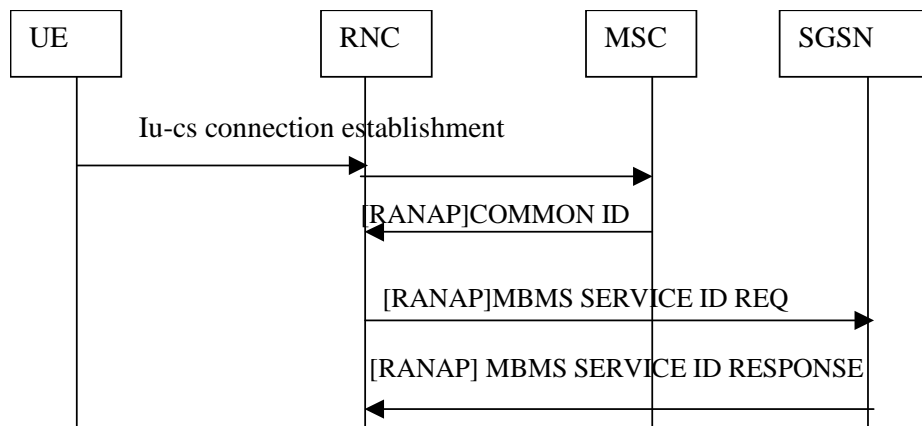 UE
RNC
MSC
SGSN
Iu-cs connection establishment
[RANAP]COMMON ID
[RANAP]MBMS SERVICE ID REQ
[RANAP] MBMS SERVICE ID RESPONSE